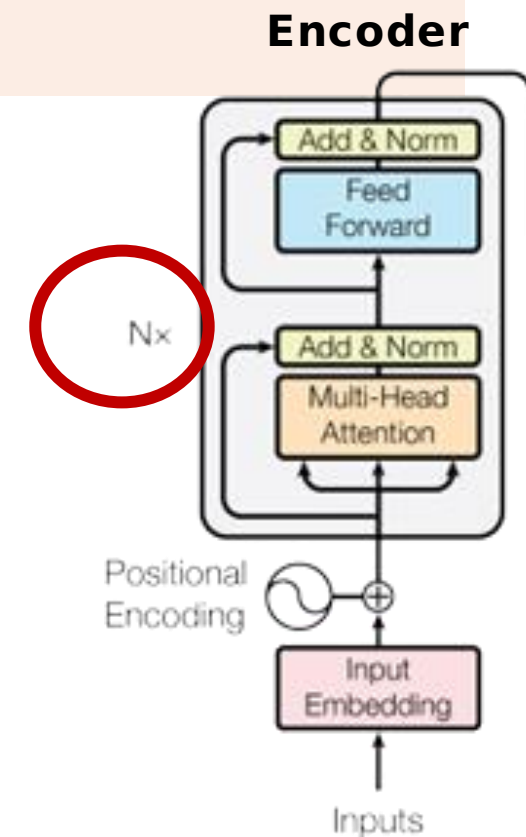 Encoder
Add & Norm
Feed
Forward
Nx
Add & Norm
Multi-Head
Attention
Positional
Encoding
Input
Embedding
Inputs